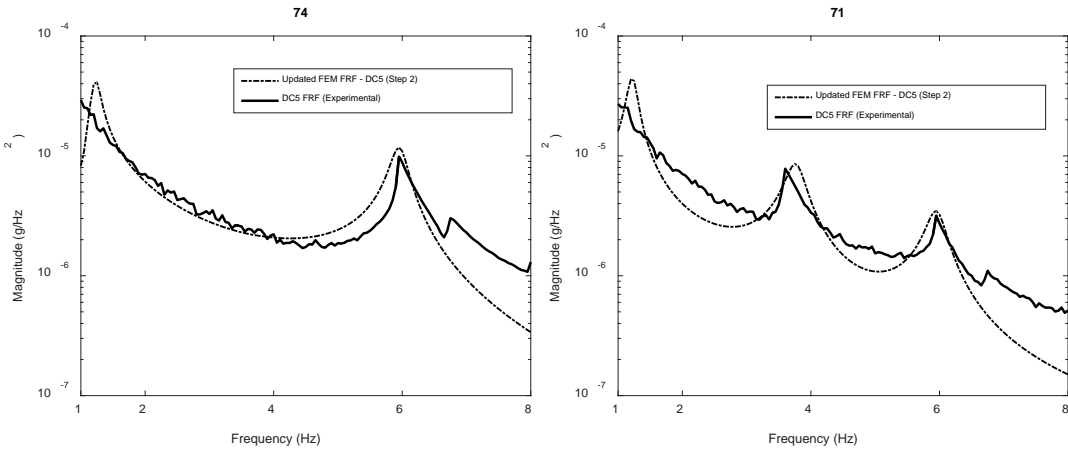 74
10 -4
10 -5
10 -6
10 -7
Magnitude (g/Hz 2 )
Updated FEM FRF - DC5 (Step 2)
DC5 FRF (Experimental)
1 2 4 6 8
Frequency (Hz)
71
10 -4
10 -5
10 -6
10 -7
Magnitude (g/Hz 2 )
Updated FEM FRF - DC5 (Step 2)
DC5 FRF (Experimental)
1 2 4 6 8
Frequency (Hz)